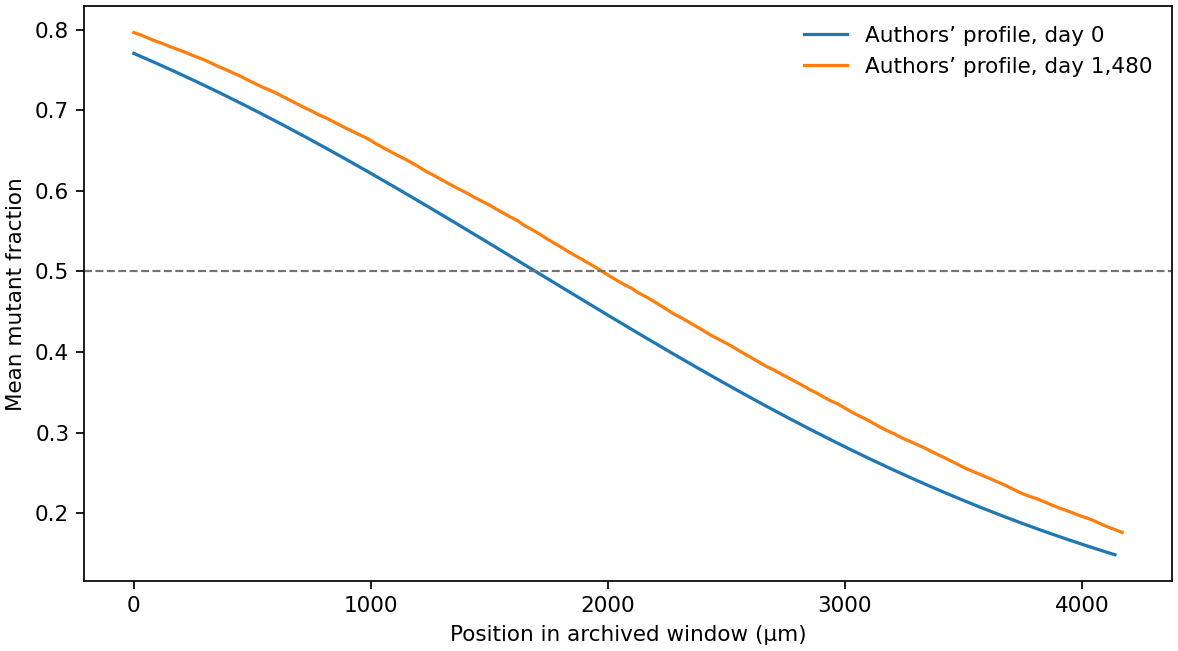 Authors’ profile, day 0
Authors’ profile, day 1,480
Mean mutant fraction
0.8
0.7
0.6
0.5
0.4
0.3
0.2
0 1000 2000 3000 4000
Position in archived window (μm)